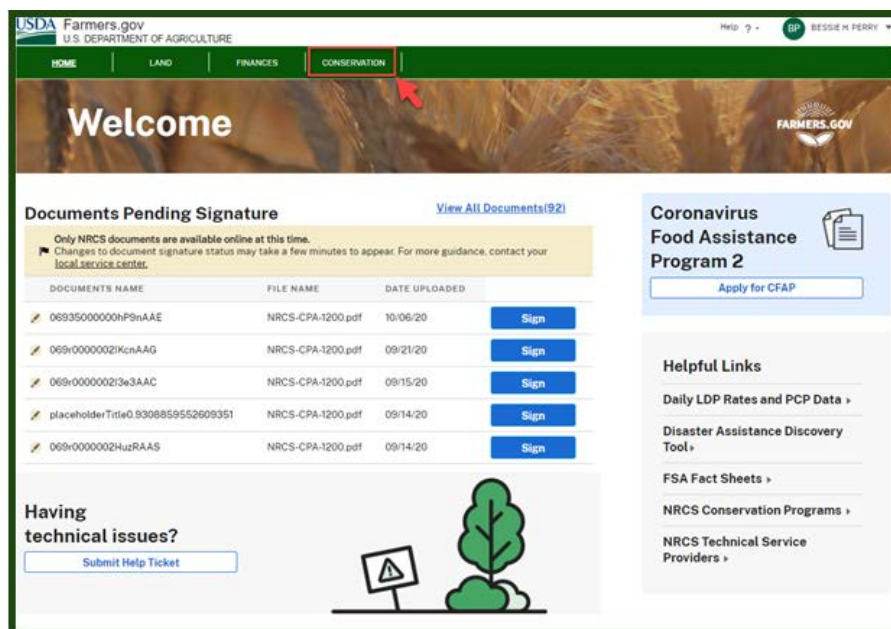 USDA Farmers.gov
U.S. DEPARTMENT OF AGRICULTURE
Help ? BP BESSIE H PERRY
HOME LAND FINANCES CONSERVATION
Welcome
FARMERS.GOV
Documents Pending Signature View All Documents(92)
Only NRCS documents are available online at this time.
Changes to document signature status may take a few minutes to appear. For more guidance, contact your
local service center.
DOCUMENTS NAME FILE NAME DATE UPLOADED
06935000000hP9nAAE NRCS-CPA-1200.pdf 10/06/20 Sign
069r0000002IKcnAAG NRCS-CPA-1200.pdf 09/21/20 Sign
069r0000002I3e3AAC NRCS-CPA-1200.pdf 09/15/20 Sign
placeholderTitle0.9308859552609351 NRCS-CPA-1200.pdf 09/14/20 Sign
069r0000002HuzRAAS NRCS-CPA-1200.pdf 09/14/20 Sign
Having
technical issues?
Submit Help Ticket
Coronavirus
Food Assistance
Program 2
Apply for CFAP
Helpful Links
Daily LDP Rates and PCP Data
Disaster Assistance Discovery
Tool
FSA Fact Sheets
NRCS Conservation Programs
NRCS Technical Service
Providers